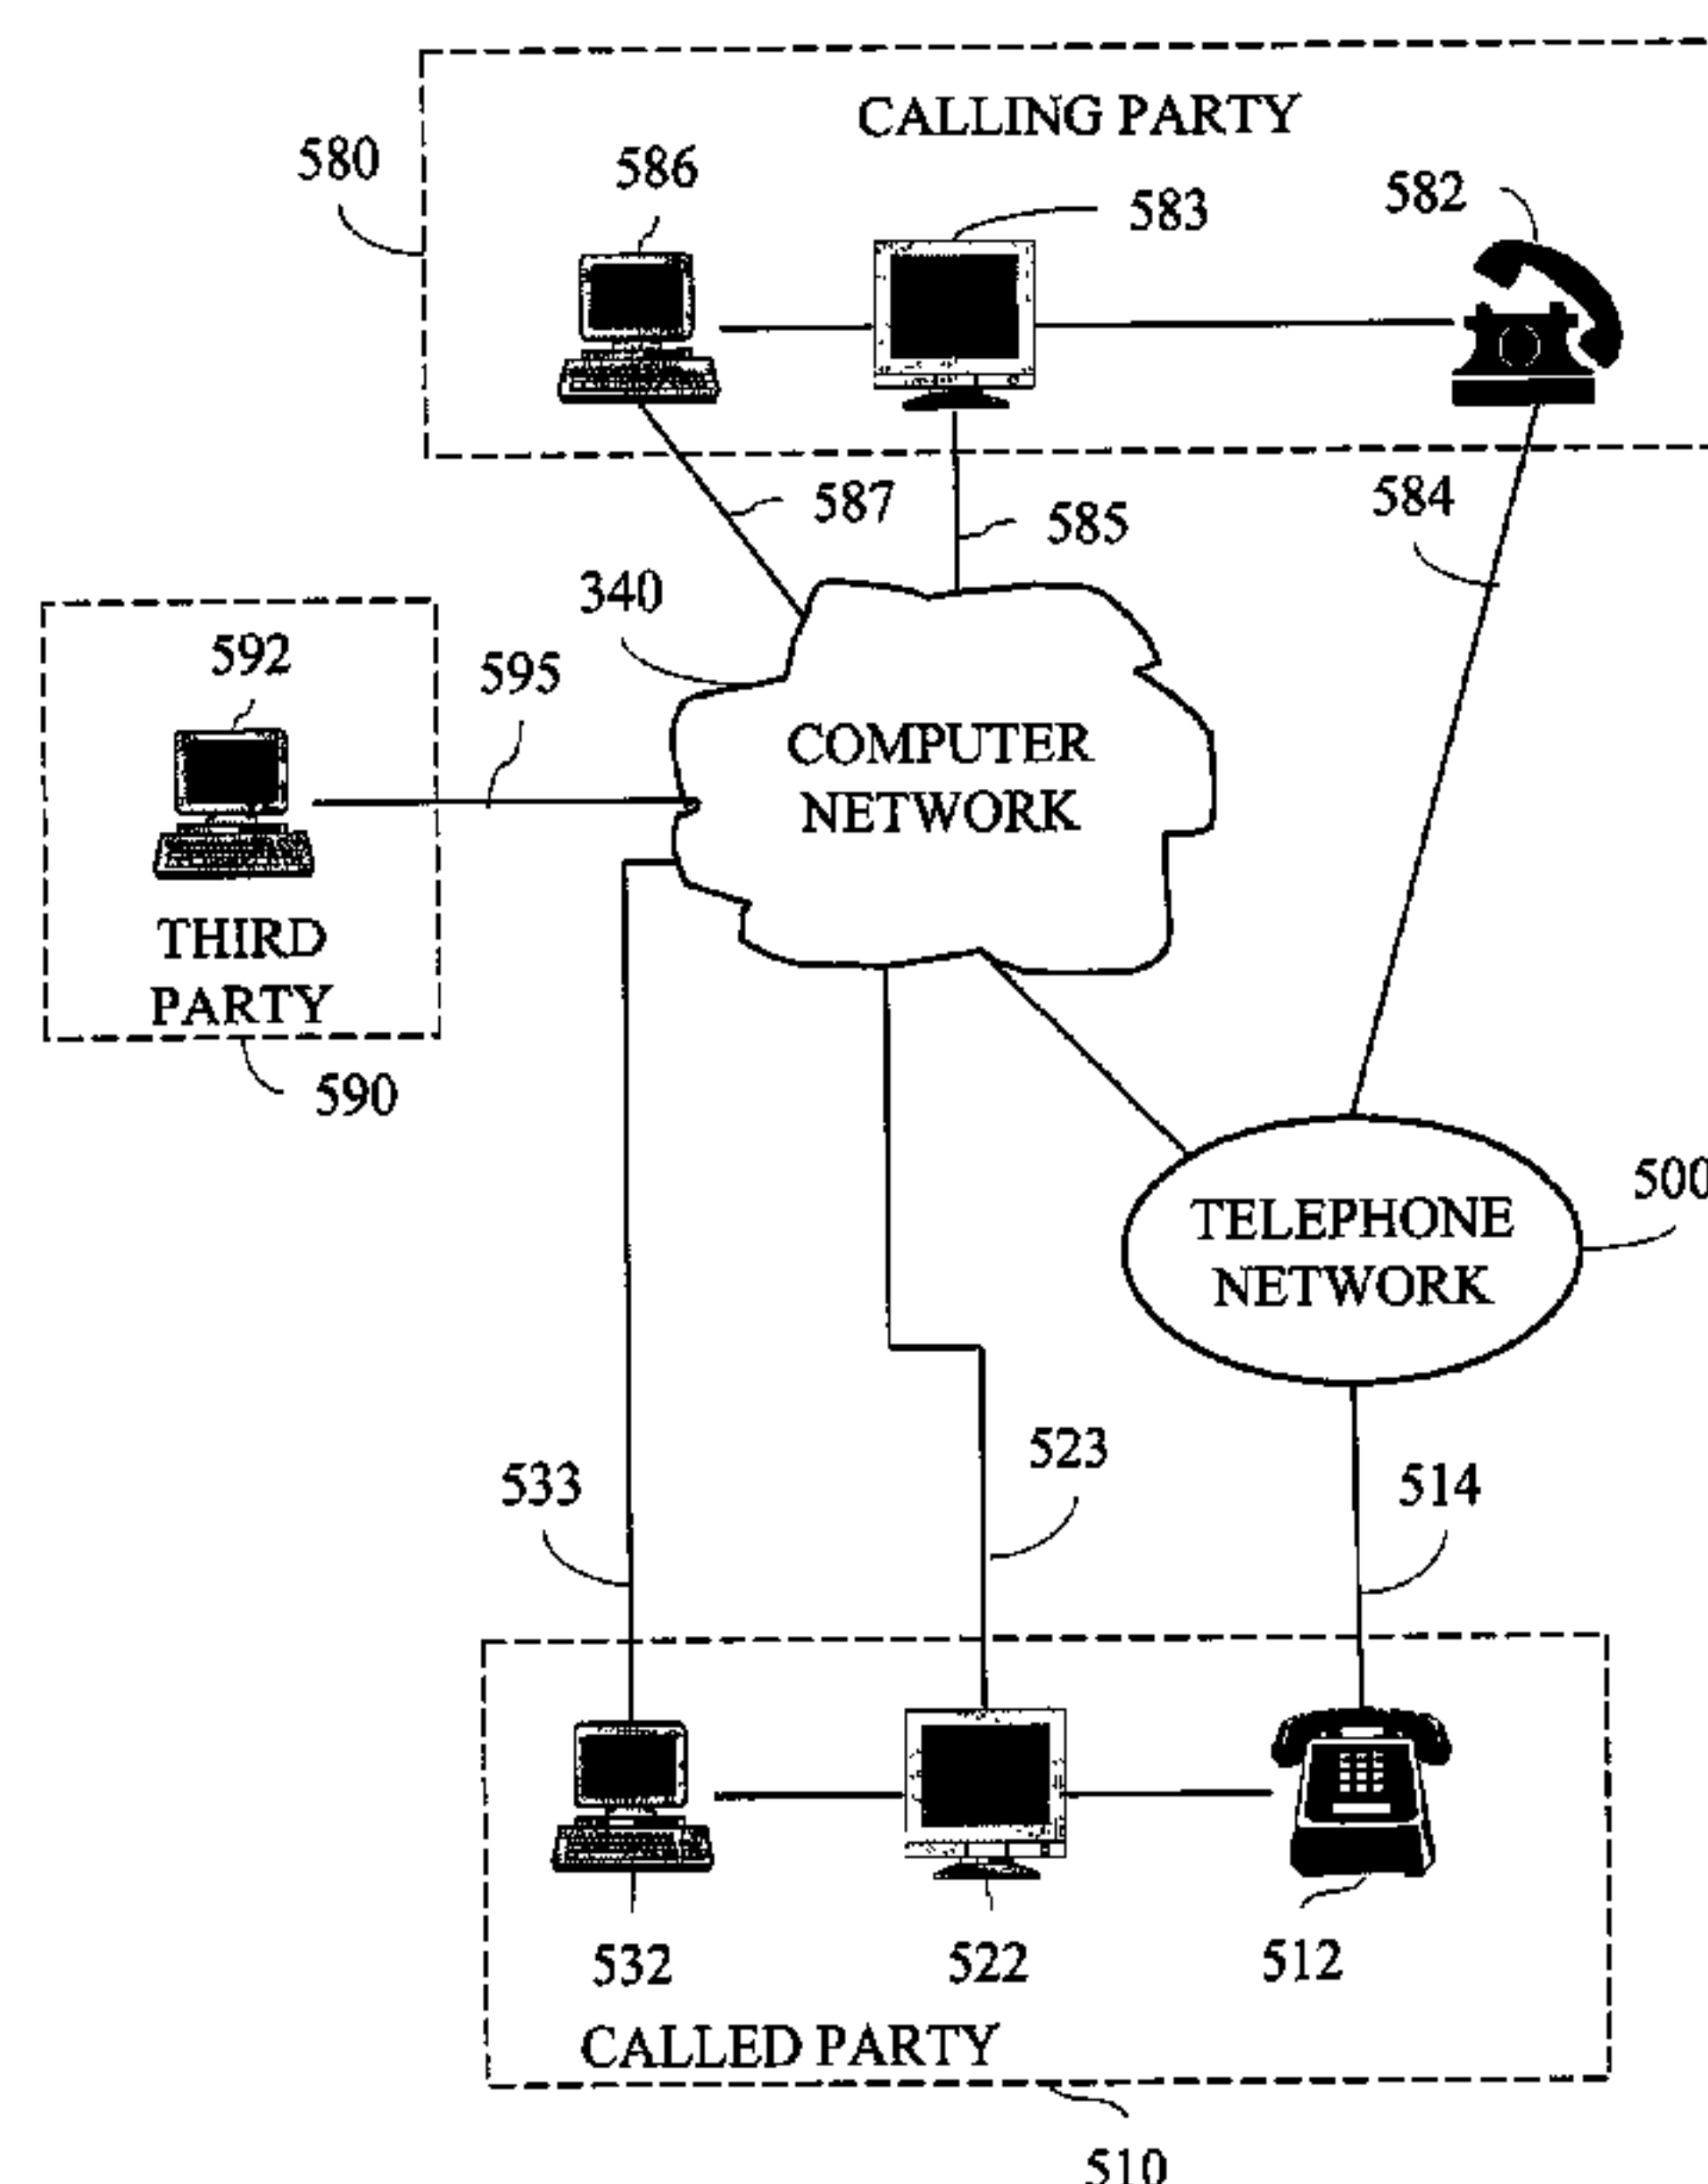 CALLING PARTY
580
586
583
582
587
585
584
340
592
595
COMPUTER
NETWORK
THIRD
PARTY
590
500
TELEPHONE
NETWORK
523
533
514
532
522
512
CALLED PARTY
510